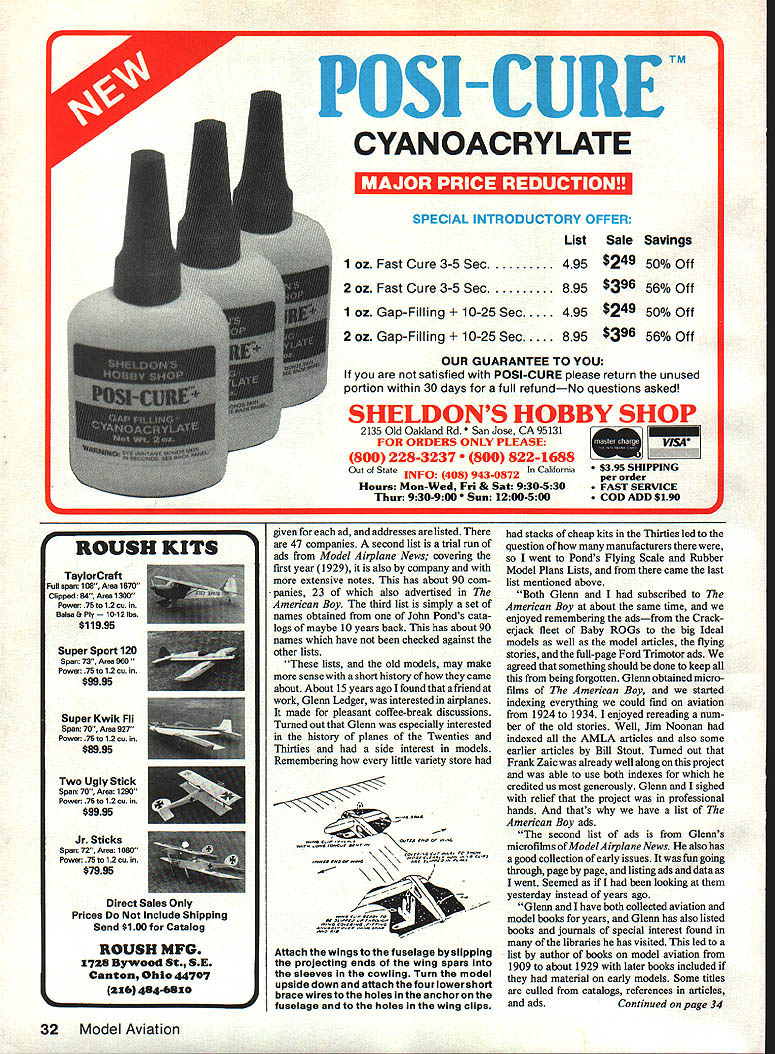 NEW
POSI-CURE™
CYANOACRYLATE
MAJOR PRICE REDUCTION!!
SPECIAL INTRODUCTORY OFFER:
List Sale Savings
1 oz. Fast Cure 3-5 Sec. . . . . . . . . . 4.95 $2.49 50% Off
2 oz. Fast Cure 3-5 Sec. . . . . . . . . . 8.95 $3.96 56% Off
1 oz. Gap-Filling + 10-25 Sec. . . . . 4.95 $2.49 50% Off
2 oz. Gap-Filling + 10-25 Sec. . . . . 8.95 $3.96 56% Off
OUR GUARANTEE TO YOU:
If you are not satisfied with POSI-CURE please return the unused
portion within 30 days for a full refund—No questions asked!
SHELDON'S HOBBY SHOP
2135 Old Oakland Rd. • San Jose, CA 95131
FOR ORDERS ONLY PLEASE:
(800) 228-3237 • (800) 822-1688
Out of State INFO: (408) 943-0872 In California
Hours: Mon-Wed, Fri & Sat: 9:30-5:30
Thur: 9:30-9:00 • Sun: 12:00-5:00
master charge
VISA
• $3.95 SHIPPING
per order
• FAST SERVICE
• COD ADD $1.90
SHELDON'S
HOBBY SHOP
POSI-CURE+
GAP FILLING
CYANOACRYLATE
Net Wt. 2 oz.
WARNING: EYE IRRITANT. BONDS SKIN
IN SECONDS. SEE BACK PANEL.
ROUSH KITS
TaylorCraft
Full span: 108", Area 1670"
Clipped: 84", Area 1300"
Power: .75 to 1.2 cu. in.
Balsa & Ply — 10-12 lbs.
$119.95
Super Sport 120
Span: 73", Area 960"
Power: .75 to 1.2 cu. in.
$99.95
Super Kwik Fli
Span: 70", Area: 927"
Power: .75 to 1.2 cu. in.
$89.95
Two Ugly Stick
Span: 70", Area: 1290"
Power: .75 to 1.2 cu. in.
$99.95
Jr. Sticks
Span: 72", Area: 1080"
Power: .75 to 1.2 cu. in.
$79.95
Direct Sales Only
Prices Do Not Include Shipping
Send $1.00 for Catalog
ROUSH MFG.
1728 Bywood St., S.E.
Canton, Ohio 44707
(216) 484-6810
given for each ad, and addresses are listed. There
are 47 companies. A second list is a trial run of
ads from Model Airplane News; covering the
first year (1929), it is also by company and with
more extensive notes. This has about 90 com-
panies, 23 of which also advertised in The
American Boy. The third list is simply a set of
names obtained from one of John Pond's cata-
logs of maybe 10 years back. This has about 90
names which have not been checked against the
other lists.
"These lists, and the old models, may make
more sense with a short history of how they came
about. About 15 years ago I found that a friend at
work, Glenn Ledger, was interested in airplanes.
It made for pleasant coffee-break discussions.
Turned out that Glenn was especially interested
in the history of planes of the Twenties and
Thirties and had a side interest in models.
Remembering how every little variety store had
OUTER END OF WING
INNER END OF WING
Attach the wings to the fuselage by slipping
the projecting ends of the wing spars into
the sleeves in the cowling. Turn the model
upside down and attach the four lower short
brace wires to the holes in the anchor on the
fuselage and to the holes in the wing clips.
had stacks of cheap kits in the Thirties led to the
question of how many manufacturers there were,
so I went to Pond's Flying Scale and Rubber
Model Plans Lists, and from there came the last
list mentioned above.
"Both Glenn and I had subscribed to The
American Boy at about the same time, and we
enjoyed remembering the ads—from the Crack-
erjack fleet of Baby ROGs to the big Ideal
models as well as the model articles, the flying
stories, and the full-page Ford Trimotor ads. We
agreed that something should be done to keep all
this from being forgotten. Glenn obtained micro-
films of The American Boy, and we started
indexing everything we could find on aviation
from 1924 to 1934. I enjoyed rereading a num-
ber of the old stories. Well, Jim Noonan had
indexed all the AMLA articles and also some
earlier articles by Bill Stout. Turned out that
Frank Zaic was already well along on this project
and was able to use both indexes for which he
credited us most generously. Glenn and I sighed
with relief that the project was in professional
hands. And that's why we have a list of The
American Boy ads.
"The second list of ads is from Glenn's
microfilms of Model Airplane News. He also has
a good collection of early issues. It was fun going
through, page by page, and listing ads and data as
I went. Seemed as if I had been looking at them
yesterday instead of years ago.
"Glenn and I have both collected aviation and
model books for years, and Glenn has also listed
books and journals of special interest found in
many of the libraries he has visited. This led to a
list by author of books on model aviation from
1909 to about 1929 with later books included if
they had material on early models. Some titles
are culled from catalogs, references in articles,
and ads.
Continued on page 34
32 Model Aviation